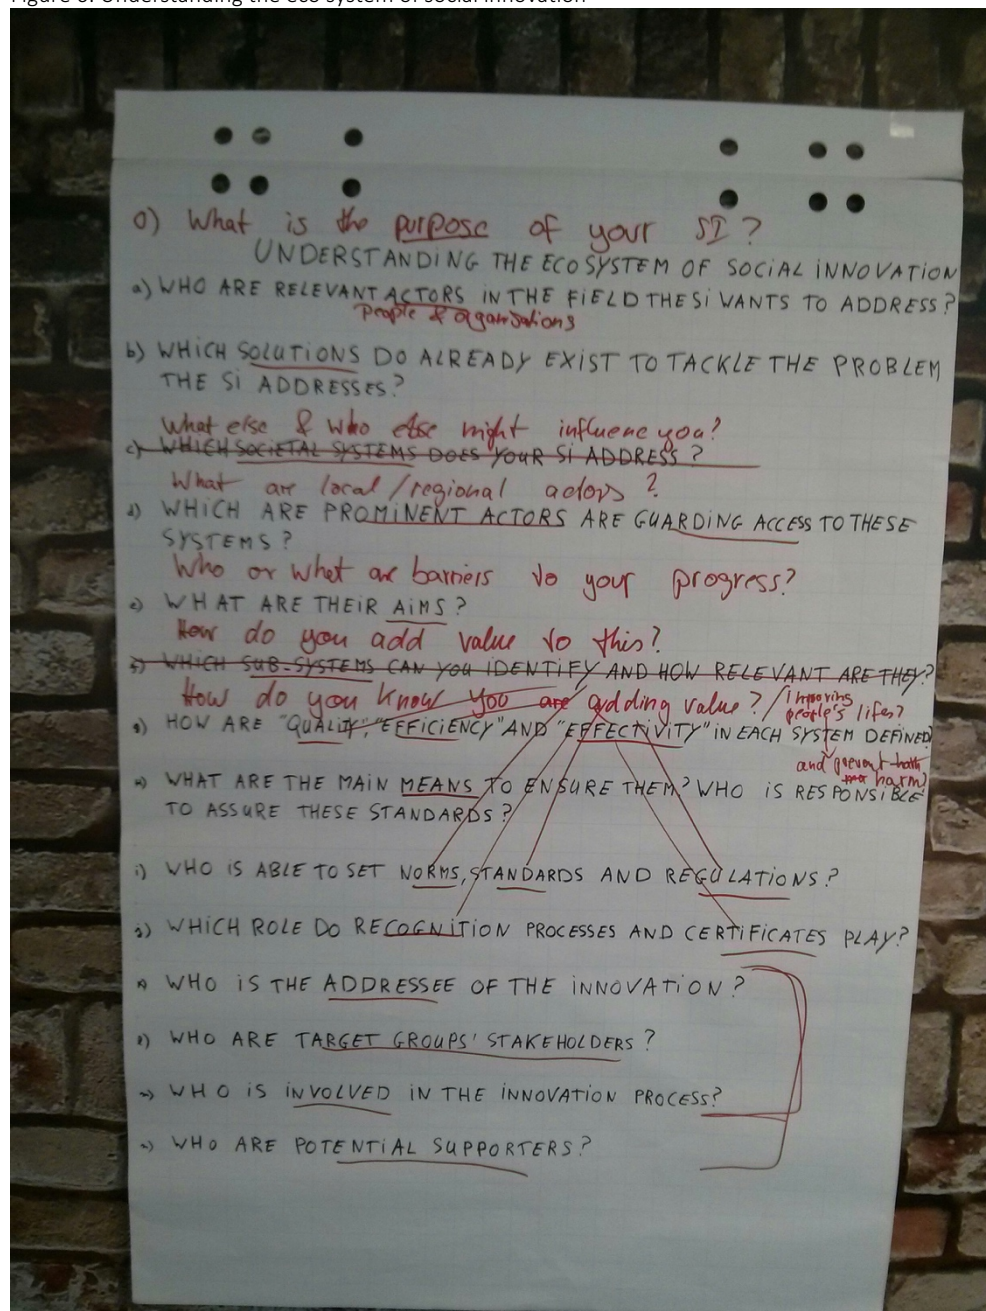 Figure 6: Understanding the eco system of social innovation
0) What is the purpose of your SI?
UNDERSTANDING THE ECOSYSTEM OF SOCIAL INNOVATION
a) WHO ARE RELEVANT ACTORS IN THE FIELD THE SI WANTS TO ADDRESS?
People & organisations
b) WHICH SOLUTIONS DO ALREADY EXIST TO TACKLE THE PROBLEM
THE SI ADDRESSES?
What else & who else might influence you?
c) WHICH SOCIETAL SYSTEMS DOES YOUR SI ADDRESS?
What are local/regional actors?
d) WHICH ARE PROMINENT ACTORS ARE GUARDING ACCESS TO THESE
SYSTEMS?
Who or what are barriers to your progress?
e) WHAT ARE THEIR AIMS?
How do you add value to this?
f) WHICH SUB-SYSTEMS CAN YOU IDENTIFY AND HOW RELEVANT ARE THEY?
How do you know you are adding value? / improving
people's lifes?
g) HOW ARE "QUALITY", "EFFICIENCY" AND "EFFECTIVITY" IN EACH SYSTEM DEFINED?
and prevent
harm?
h) WHAT ARE THE MAIN MEANS TO ENSURE THEM? WHO IS RESPONSIBLE
TO ASSURE THESE STANDARDS?
i) WHO IS ABLE TO SET NORMS, STANDARDS AND REGULATIONS?
j) WHICH ROLE DO RECOGNITION PROCESSES AND CERTIFICATES PLAY?
k) WHO IS THE ADDRESSEE OF THE INNOVATION?
l) WHO ARE TARGET GROUPS' STAKEHOLDERS?
m) WHO IS INVOLVED IN THE INNOVATION PROCESS?
n) WHO ARE POTENTIAL SUPPORTERS?